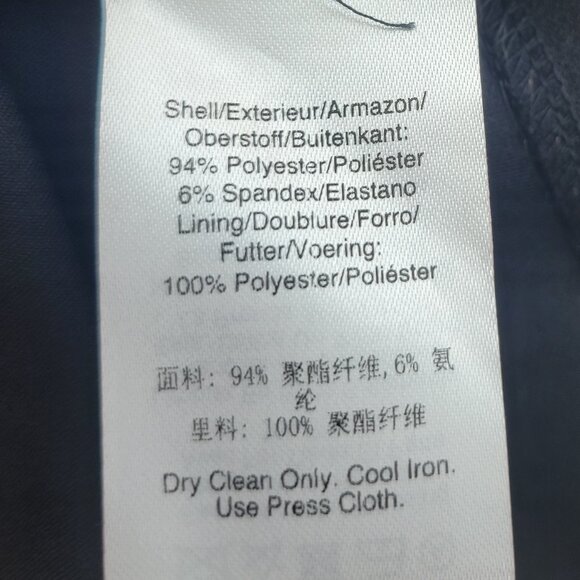 Shell/Exterieur/Armazon/
Oberstoff/Buitenkant:
94% Polyester/Poliéster
6% Spandex/Elastano
Lining/Doublure/Forro/
Futter/Voering:
100% Polyester/Poliéster
面料: 94% 聚酯纤维,6% 氨
纶
里料: 100% 聚酯纤维
Dry Clean Only. Cool Iron.
Use Press Cloth.